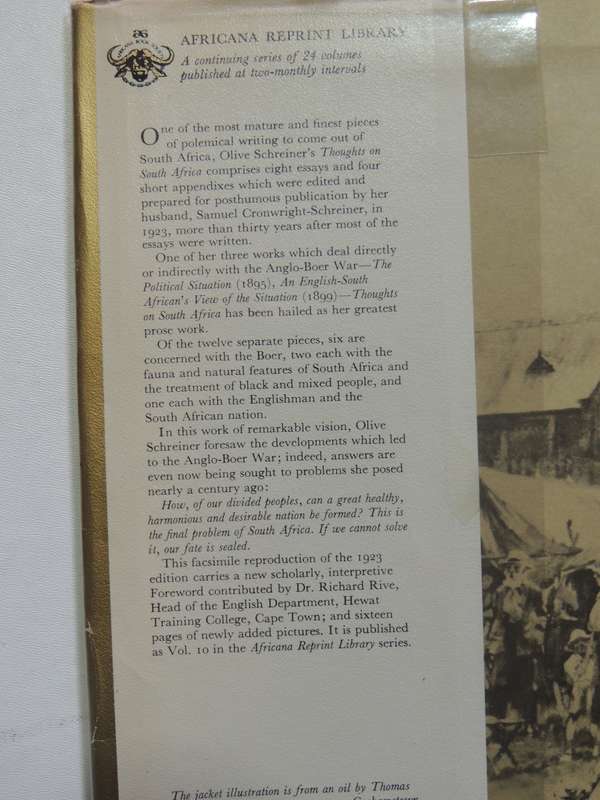 AFRICANA BOOK SOCIETY
AFRICANA REPRINT LIBRARY
A continuing series of 24 volumes
published at two-monthly intervals
One of the most mature and finest pieces
of polemical writing to come out of
South Africa, Olive Schreiner's Thoughts on
South Africa comprises eight essays and four
short appendixes which were edited and
prepared for posthumous publication by her
husband, Samuel Cronwright-Schreiner, in
1923, more than thirty years after most of the
essays were written.
One of her three works which deal directly
or indirectly with the Anglo-Boer War—The
Political Situation (1895), An English-South
African's View of the Situation (1899)—Thoughts
on South Africa has been hailed as her greatest
prose work.
Of the twelve separate pieces, six are
concerned with the Boer, two each with the
fauna and natural features of South Africa and
the treatment of black and mixed people, and
one each with the Englishman and the
South African nation.
In this work of remarkable vision, Olive
Schreiner foresaw the developments which led
to the Anglo-Boer War; indeed, answers are
even now being sought to problems she posed
nearly a century ago:
How, of our divided peoples, can a great healthy,
harmonious and desirable nation be formed? This is
the final problem of South Africa. If we cannot solve
it, our fate is sealed.
This facsimile reproduction of the 1923
edition carries a new scholarly, interpretive
Foreword contributed by Dr. Richard Rive,
Head of the English Department, Hewat
Training College, Cape Town; and sixteen
pages of newly added pictures. It is published
as Vol. 10 in the Africana Reprint Library series.
The jacket illustration is from an oil by Thomas